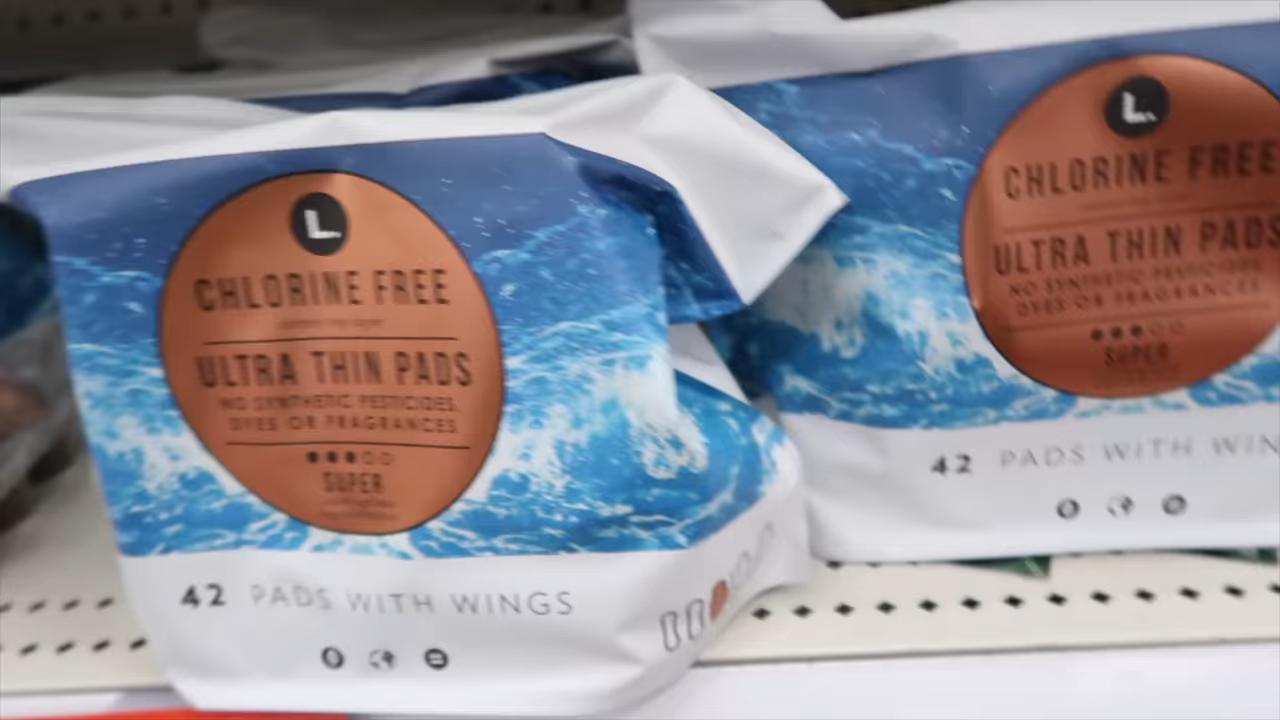 L.
CHLORINE FREE
ULTRA THIN PADS
NO SYNTHETIC PESTICIDES,
DYES OR FRAGRANCES
SUPER
42 PADS WITH WINGS
L.
CHLORINE FREE
ULTRA THIN PADS
NO SYNTHETIC PESTICIDES,
DYES OR FRAGRANCES
SUPER
42 PADS WITH WIN